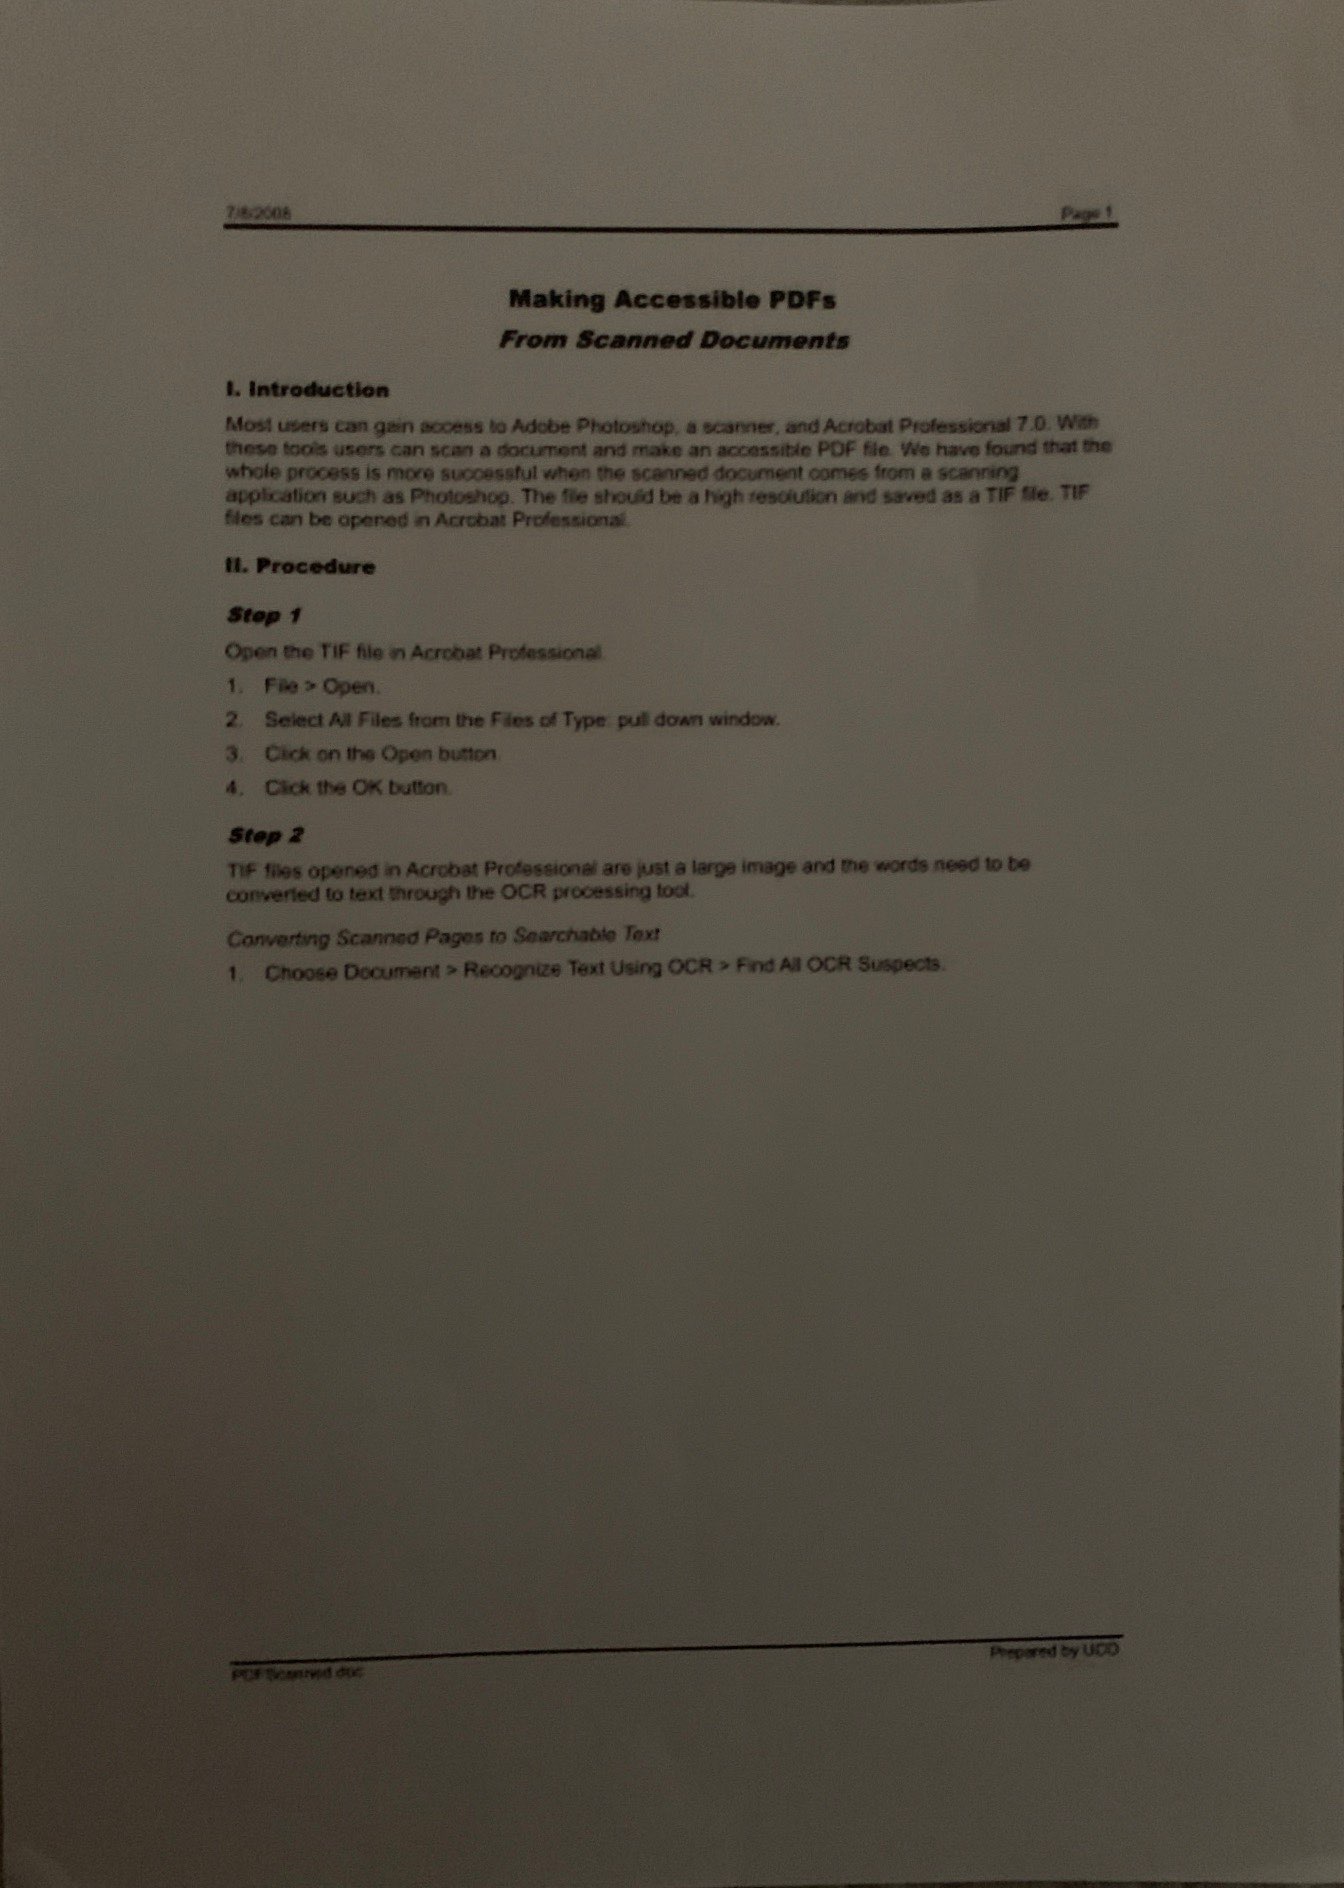 7/8/2008
Page 1
Making Accessible PDFs
From Scanned Documents
I. Introduction
Most users can gain access to Adobe Photoshop, a scanner, and Acrobat Professional 7.0. With
these tools users can scan a document and make an accessible PDF file. We have found that the
whole process is more successful when the scanned document comes from a scanning
application such as Photoshop. The file should be a high resolution and saved as a TIF file. TIF
files can be opened in Acrobat Professional.
II. Procedure
Step 1
Open the TIF file in Acrobat Professional.
1. File > Open.
2. Select All Files from the Files of Type: pull down window.
3. Click on the Open button.
4. Click the OK button.
Step 2
TIF files opened in Acrobat Professional are just a large image and the words need to be
converted to text through the OCR processing tool.
Converting Scanned Pages to Searchable Text
1. Choose Document > Recognize Text Using OCR > Find All OCR Suspects.
Prepared by UCD
PDFScanned.doc